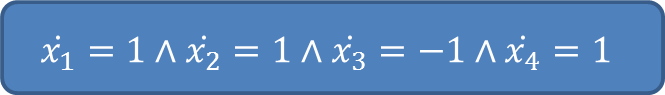 ẋ₁ = 1 ∧ ẋ₂ = 1 ∧ ẋ₃ = −1 ∧ ẋ₄ = 1